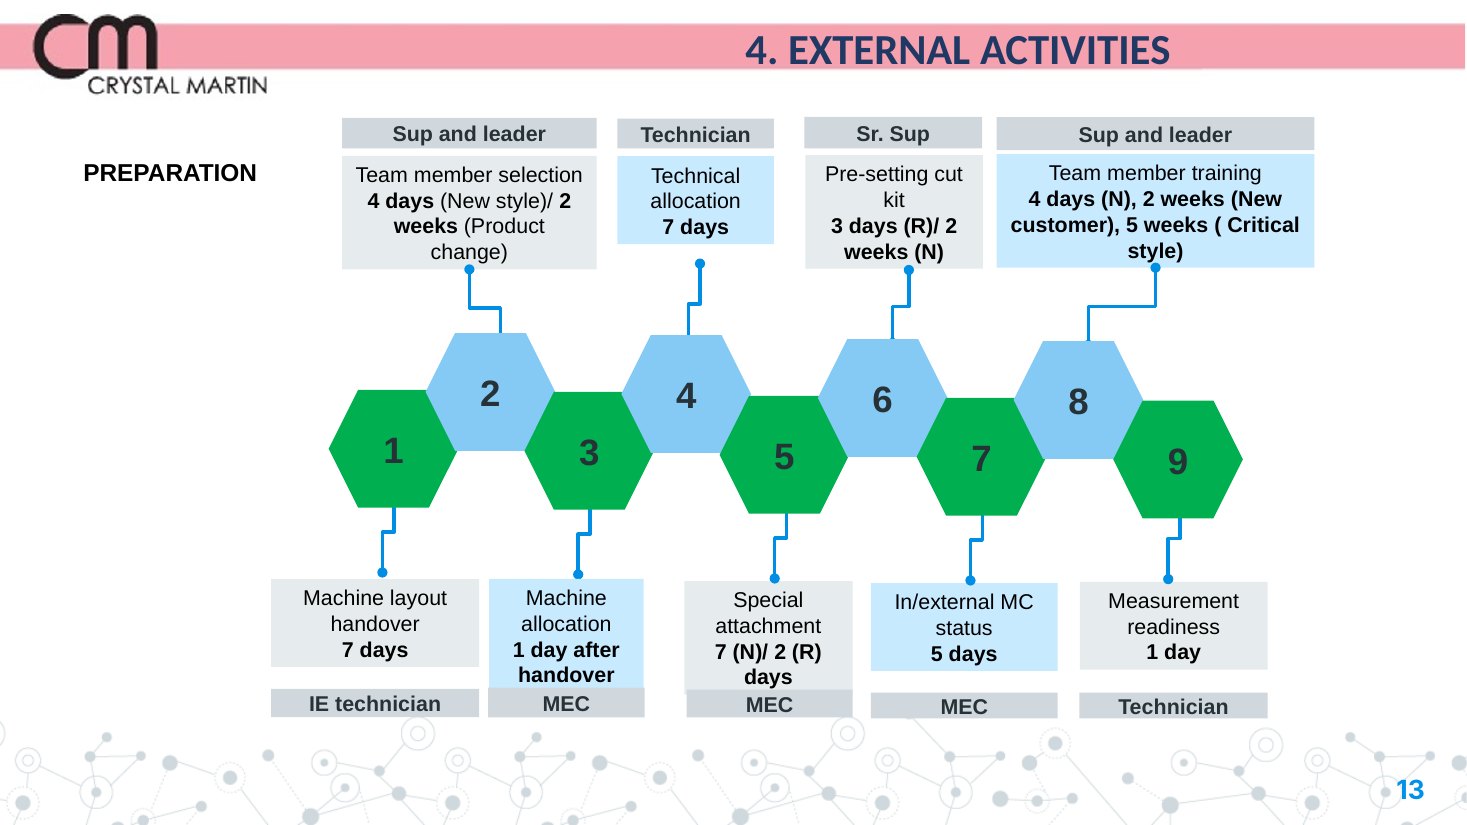 CM
CRYSTAL MARTIN
4. EXTERNAL ACTIVITIES
PREPARATION
Sup and leader
Team member selection
4 days (New style)/ 2
weeks (Product
change)
Technician
Technical
allocation
7 days
Sr. Sup
Pre-setting cut
kit
3 days (R)/ 2
weeks (N)
Sup and leader
Team member training
4 days (N), 2 weeks (New
customer), 5 weeks ( Critical
style)
1
2
3
4
5
6
7
8
9
Machine layout
handover
7 days
IE technician
Machine
allocation
1 day after
handover
MEC
Special
attachment
7 (N)/ 2 (R)
days
MEC
In/external MC
status
5 days
MEC
Measurement
readiness
1 day
Technician
13